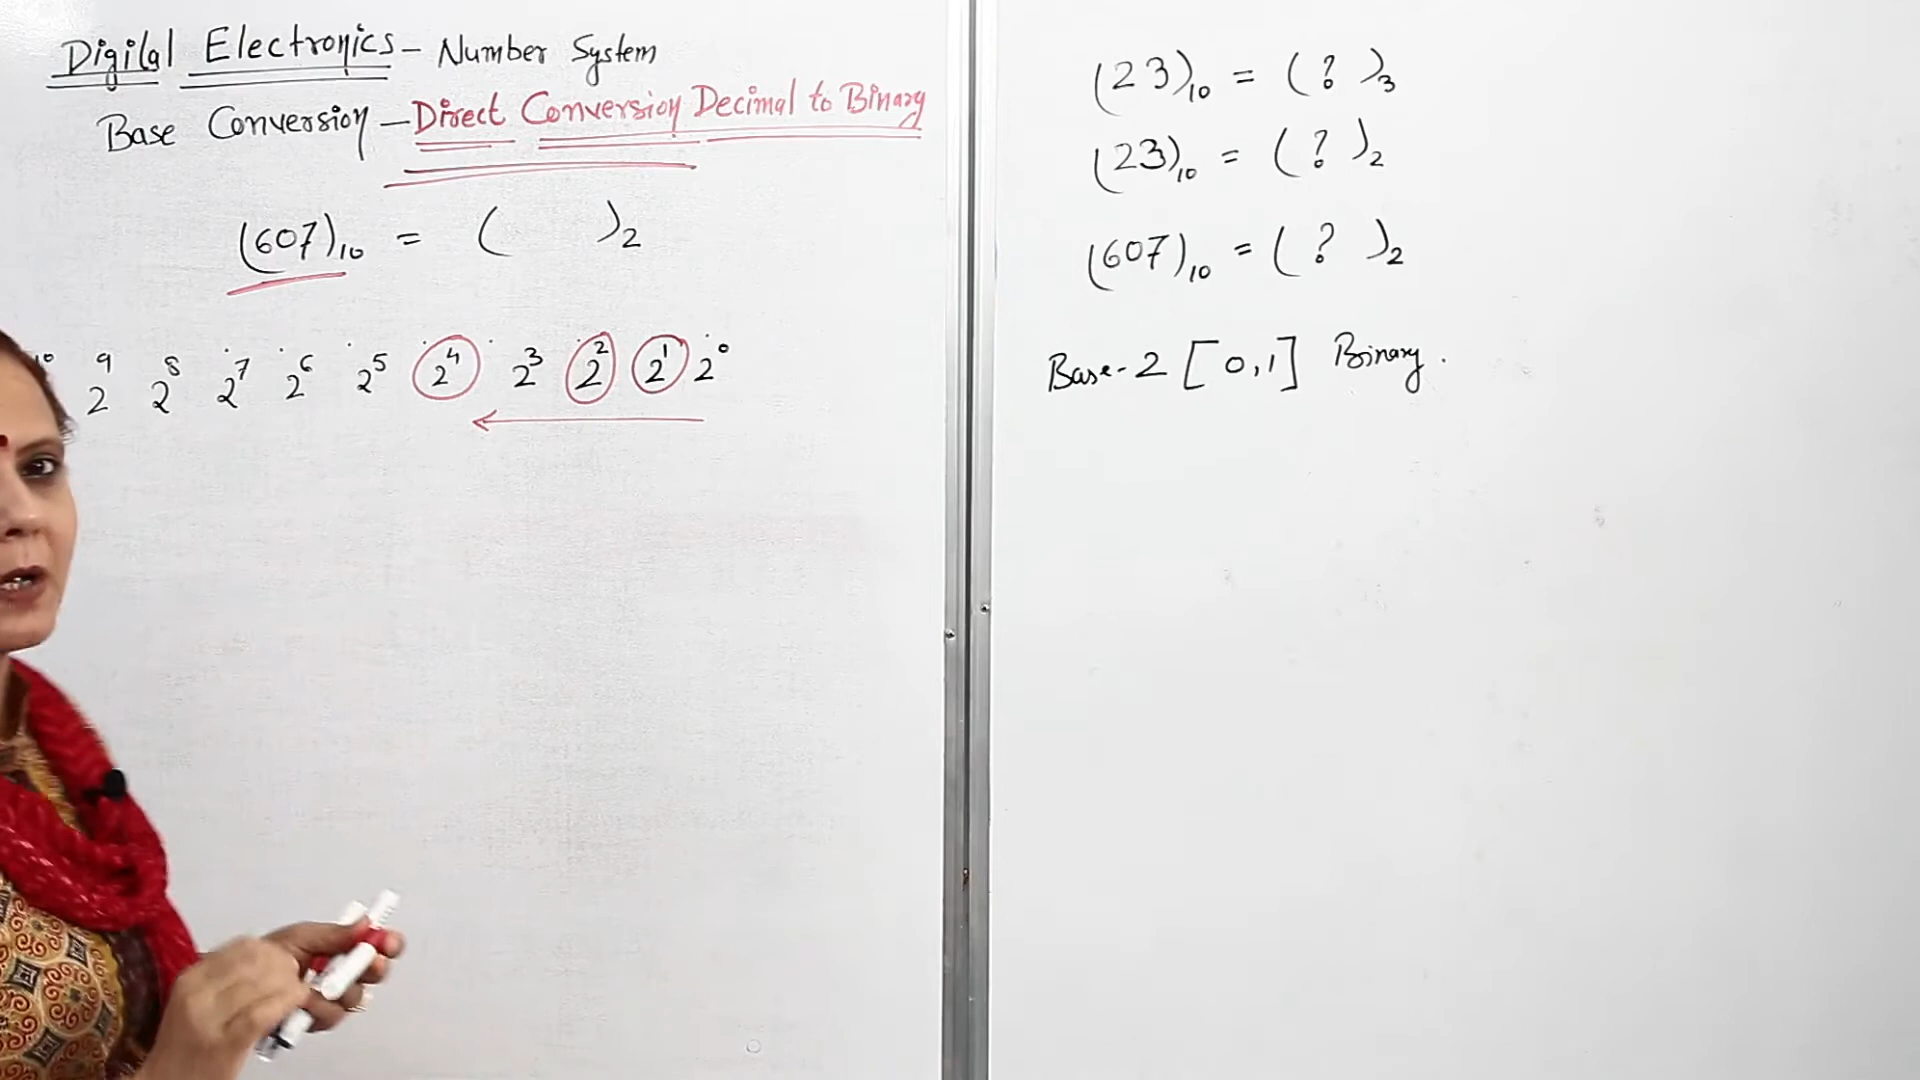 Digital Electronics - Number System
Base Conversion - Direct Conversion Decimal to Binary
(607)₁₀ = (      )₂
¹⁰ 2⁹ 2⁸ 2⁷ 2⁶ 2⁵ 2⁴ 2³ 2² 2¹ 2⁰
(23)₁₀ = ( ? )₃
(23)₁₀ = ( ? )₂
(607)₁₀ = ( ? )₂
Base-2 [0,1] Binary.